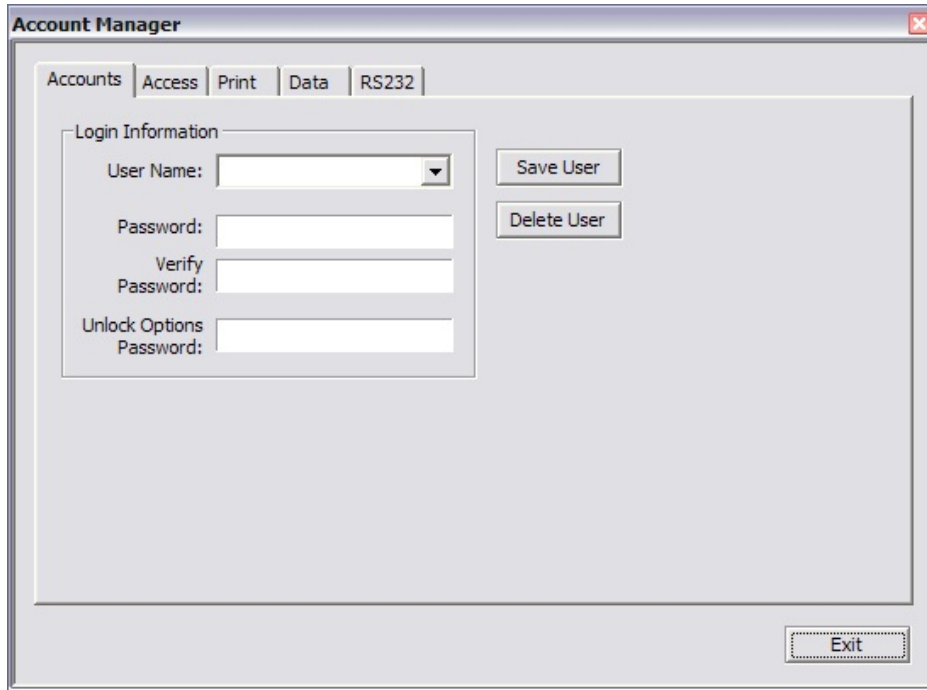 Account Manager
Accounts Access Print Data RS232
Login Information
User Name:
Save User
Password:
Delete User
Verify
Password:
Unlock Options
Password:
Exit